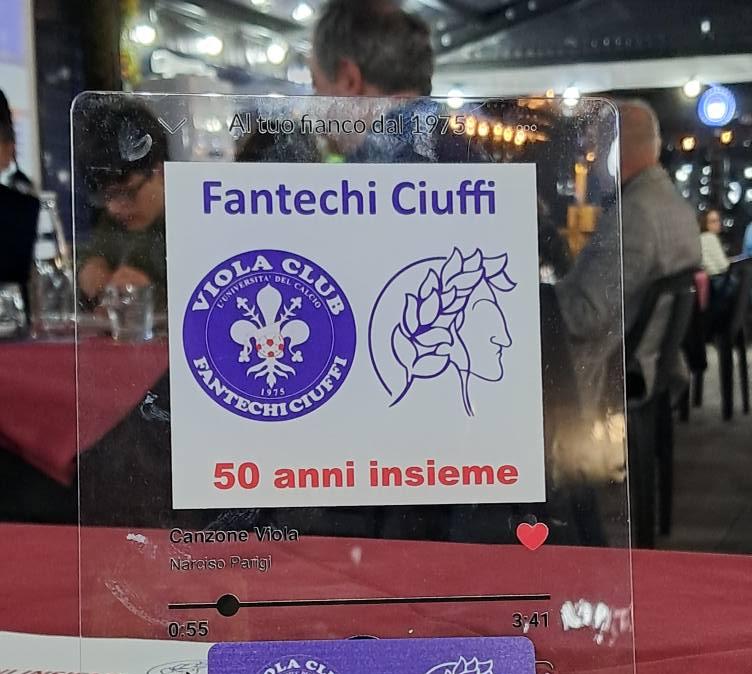 Al tuo fianco dal 1975
Fantechi Ciuffi
VIOLA CLUB
L'UNIVERSITA' DEL CALCIO
1975
FANTECHI CIUFFI
50 anni insieme
Canzone Viola
Narciso Parigi
0:55
3:41